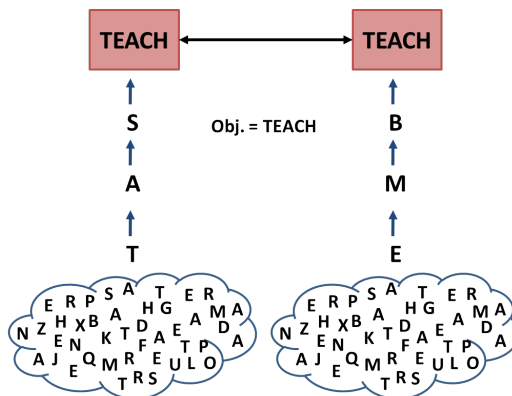 TEACH TEACH
S Obj. = TEACH B
A M
T E
E R P S A T G E R M A E R P S A T G E R M A
N Z H X B A H D A E A D A N Z H X B A H D A E A D A
A J E N K T F A T P A J E N K T F A T P
E Q M R E U L O E Q M R E U L O
T R S T R S